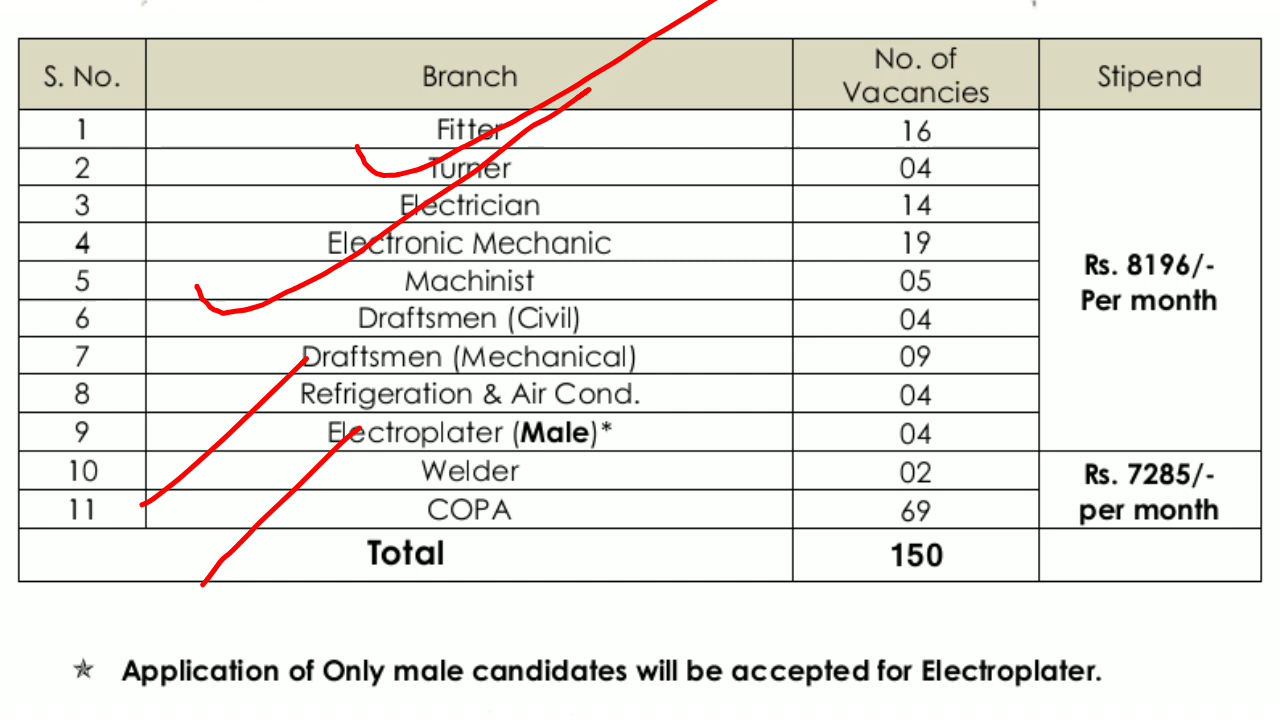 S. No. Branch No. of Vacancies Stipend
1 Fitter 16
2 Turner 04
3 Electrician 14
4 Electronic Mechanic 19
5 Machinist 05
6 Draftsmen (Civil) 04
7 Draftsmen (Mechanical) 09
8 Refrigeration & Air Cond. 04
9 Electroplater (Male)* 04
Rs. 8196/-
Per month
10 Welder 02
11 COPA 69
Rs. 7285/-
per month
Total 150
✯ Application of Only male candidates will be accepted for Electroplater.